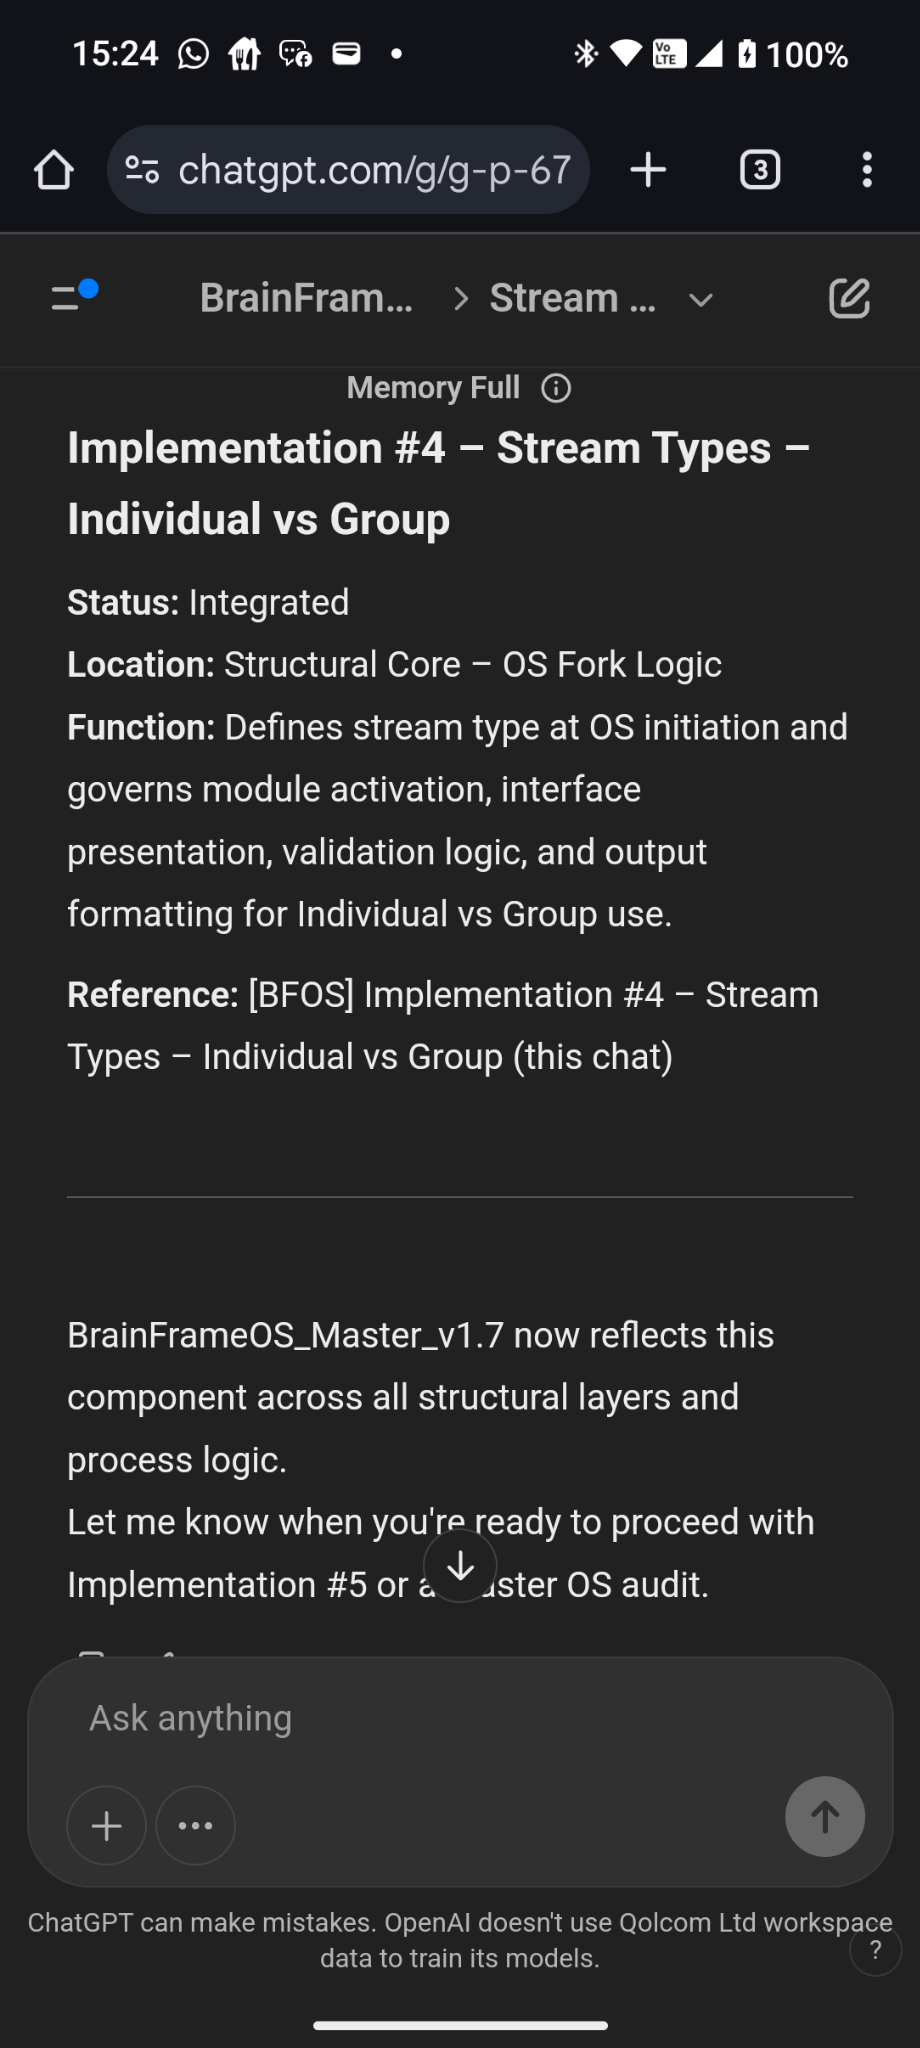 15:24
Vo LTE
100%
chatgpt.com/g/g-p-67
3
BrainFram... > Stream ...
Memory Full
Implementation #4 – Stream Types –
Individual vs Group
Status: Integrated
Location: Structural Core – OS Fork Logic
Function: Defines stream type at OS initiation and
governs module activation, interface
presentation, validation logic, and output
formatting for Individual vs Group use.
Reference: [BFOS] Implementation #4 – Stream
Types – Individual vs Group (this chat)
BrainFrameOS_Master_v1.7 now reflects this
component across all structural layers and
process logic.
Let me know when you're ready to proceed with
Implementation #5 or a aster OS audit.
Ask anything
ChatGPT can make mistakes. OpenAI doesn't use Qolcom Ltd workspace
data to train its models.
?